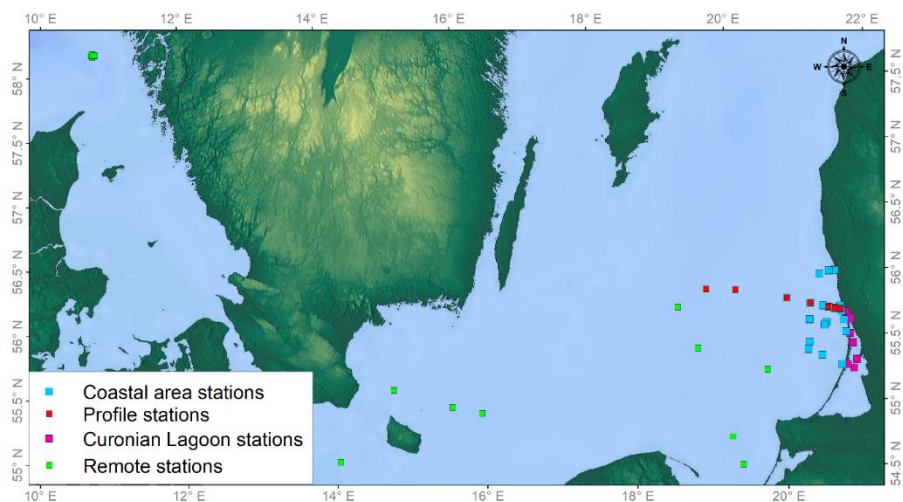 10° E 12° E 14° E 16° E 18° E 20° E 22° E
58° N
57.5° N
57° N
56.5° N
56° N
55.5° N
55° N
N
W E
S
57.5° N
57° N
56.5° N
56° N
55.5° N
55° N
54.5° N
Coastal area stations
Profile stations
Curonian Lagoon stations
Remote stations
10° E 12° E 14° E 16° E 18° E 20° E